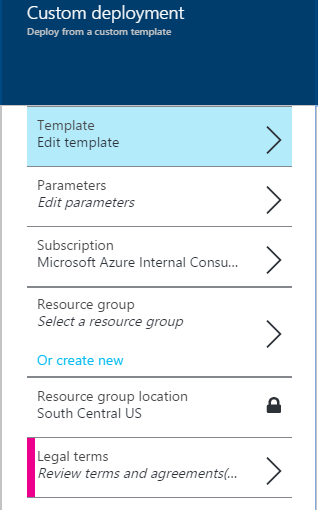 Custom deployment
Deploy from a custom template
Template
Edit template
Parameters
Edit parameters
Subscription
Microsoft Azure Internal Consu...
Resource group
Select a resource group
Or create new
Resource group location
South Central US
Legal terms
Review terms and agreements(...